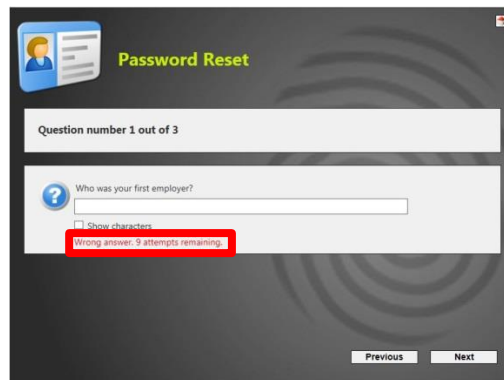 Password Reset
Question number 1 out of 3
Who was your first employer?
Show characters
Wrong answer. 9 attempts remaining.
Previous Next